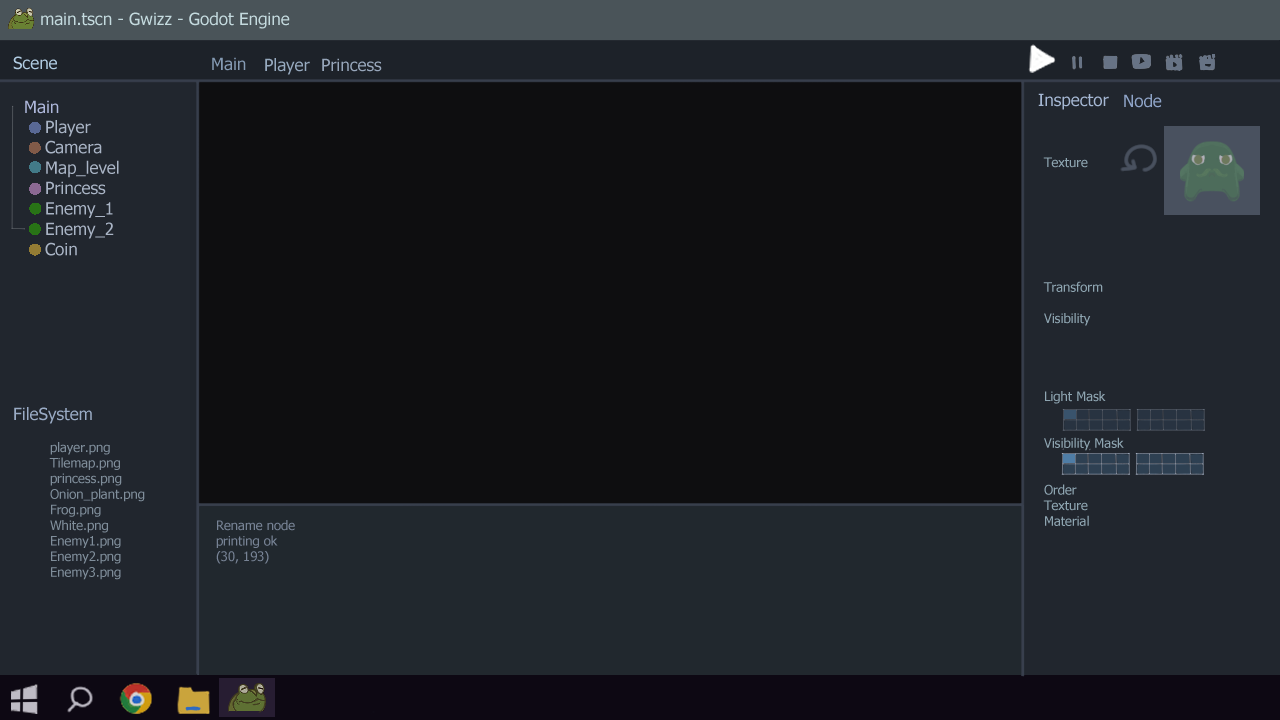 main.tscn - Gwizz - Godot Engine
Scene
Main Player Princess
Main
Player
Camera
Map_level
Princess
Enemy_1
Enemy_2
Coin
FileSystem
player.png
Tilemap.png
princess.png
Onion_plant.png
Frog.png
White.png
Enemy1.png
Enemy2.png
Enemy3.png
Rename node
printing ok
(30, 193)
Inspector Node
Texture
Transform
Visibility
Light Mask
Visibility Mask
Order
Texture
Material